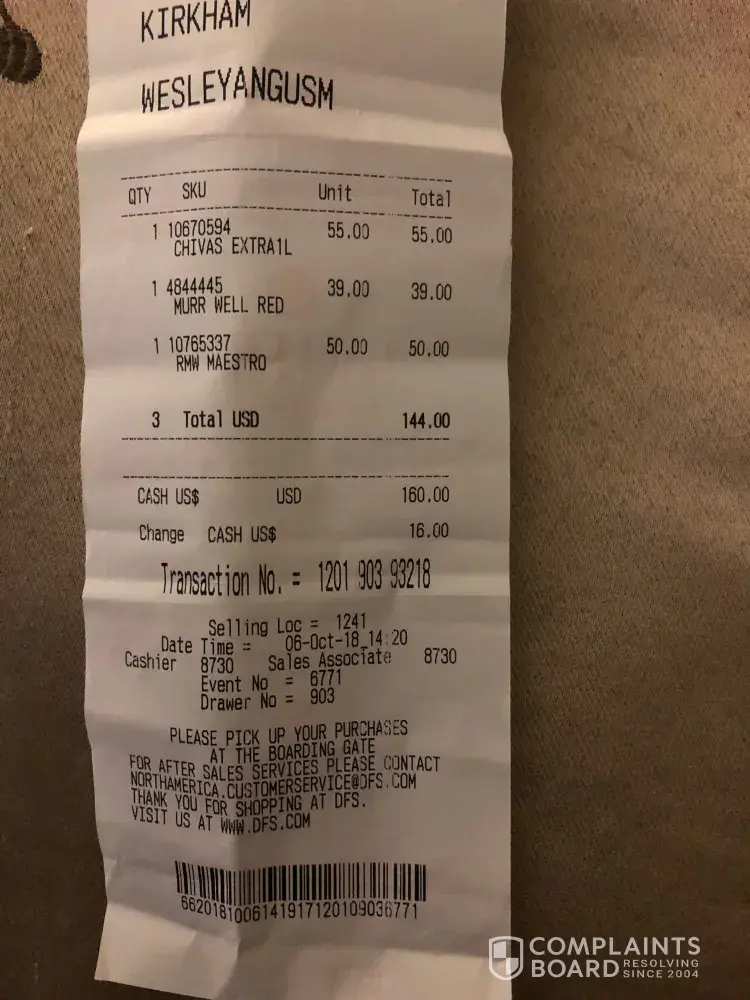 KIRKHAM
WESLEYANGUSM
QTY SKU Unit Total
1 10670594 55.00 55.00
CHIVAS EXTRA1L
1 4844445 39.00 39.00
MURR WELL RED
1 10765337 50.00 50.00
RMW MAESTRO
3 Total USD 144.00
CASH US$ USD 160.00
Change CASH US$ 16.00
Transaction No. = 1201 903 93218
Selling Loc = 1241
Date Time = 06-Oct-18 14:20
Cashier 8730 Sales Associate 8730
Event No = 6771
Drawer No = 903
PLEASE PICK UP YOUR PURCHASES
AT THE BOARDING GATE
FOR AFTER SALES SERVICES PLEASE CONTACT
NORTHAMERICA.CUSTOMERSERVICE@DFS.COM
THANK YOU FOR SHOPPING AT DFS.
VISIT US AT WWW.DFS.COM
6620181006141917120109036771
COMPLAINTS
BOARD RESOLVING SINCE 2004